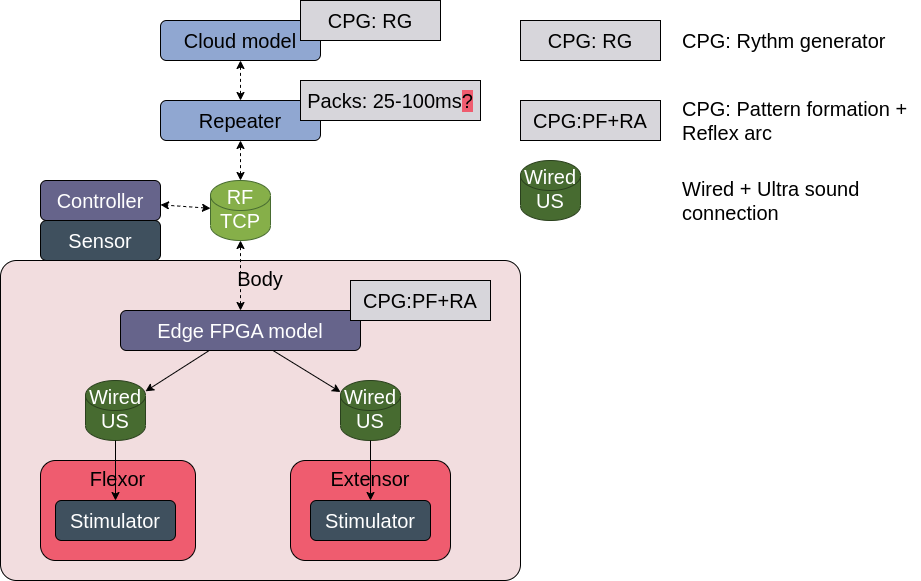 CPG: RG
Cloud model
Packs: 25-100ms?
Repeater
Controller
Sensor
RF
TCP
Body
CPG:PF+RA
Edge FPGA model
Wired
US
Wired
US
Flexor
Stimulator
Extensor
Stimulator
CPG: RG
CPG: Rythm generator
CPG:PF+RA
CPG: Pattern formation +
Reflex arc
Wired
US
Wired + Ultra sound
connection